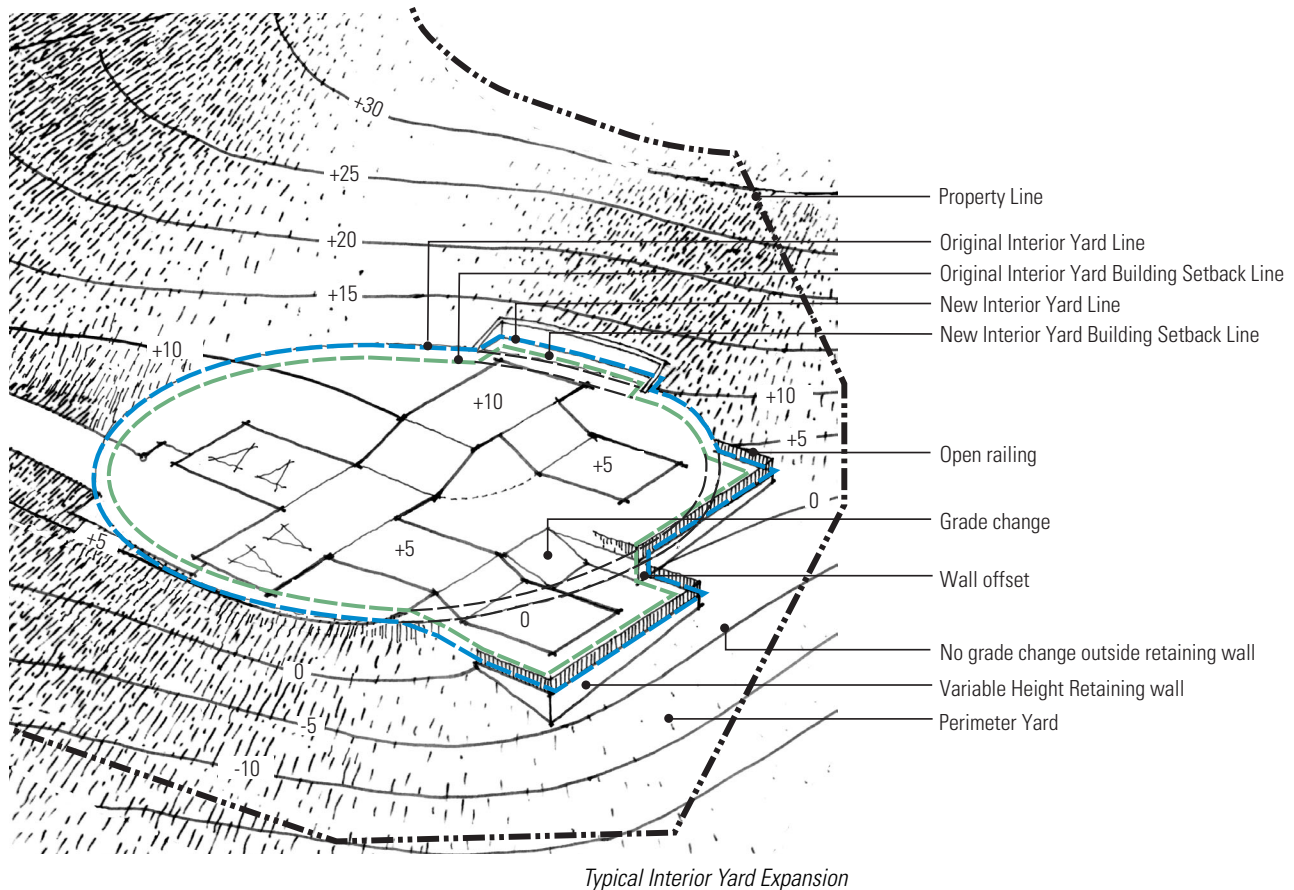 +30
+25
+20
+15
+10
+10
+10
+5
+5
+5
0
+5
0
0
-5
-10
Property Line
Original Interior Yard Line
Original Interior Yard Building Setback Line
New Interior Yard Line
New Interior Yard Building Setback Line
Open railing
Grade change
Wall offset
No grade change outside retaining wall
Variable Height Retaining wall
Perimeter Yard
Typical Interior Yard Expansion